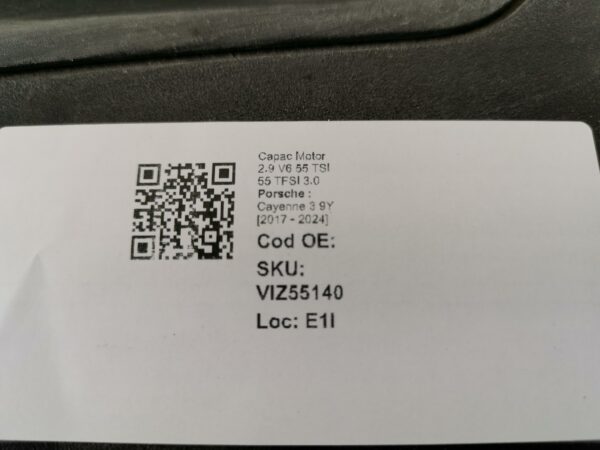 Capac Motor
2.9 V6 55 TSI
55 TFSI 3.0
Porsche :
Cayenne 3 9Y
[2017 - 2024]
Cod OE:
SKU:
VIZ55140
Loc: E1I